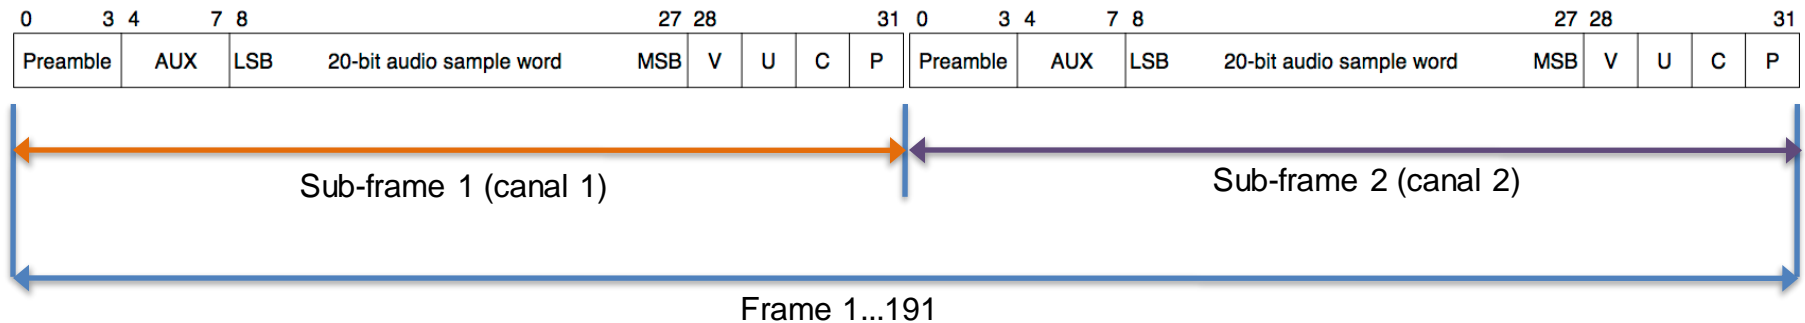 0 3 4 7 8 27 28 31 0 3 4 7 8 27 28 31
Preamble AUX LSB 20-bit audio sample word MSB V U C P Preamble AUX LSB 20-bit audio sample word MSB V U C P
Sub-frame 1 (canal 1) Sub-frame 2 (canal 2)
Frame 1...191